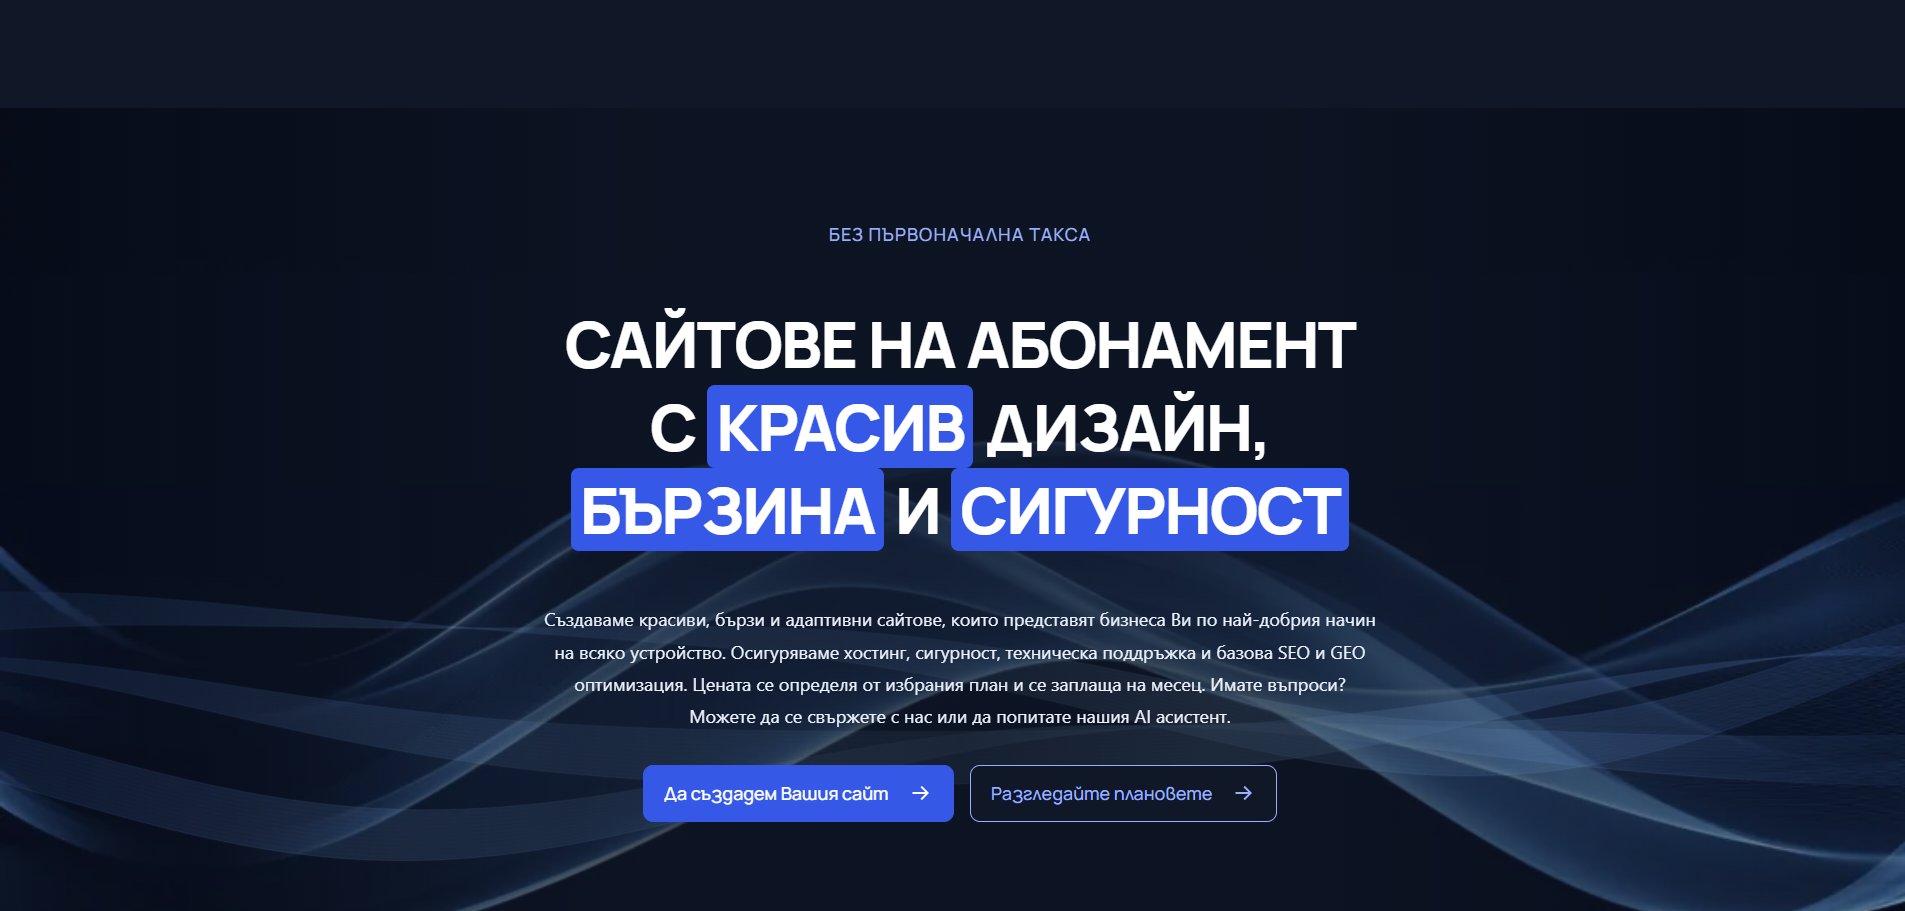 БЕЗ ПЪРВОНАЧАЛНА ТАКСА
САЙТОВЕ НА АБОНАМЕНТ
С КРАСИВ ДИЗАЙН,
БЪРЗИНА И СИГУРНОСТ
Създаваме красиви, бързи и адаптивни сайтове, които представят бизнеса Ви по най-добрия начин
на всяко устройство. Осигуряваме хостинг, сигурност, техническа поддръжка и базова SEO и GEO
оптимизация. Цената се определя от избрания план и се заплаща на месец. Имате въпроси?
Можете да се свържете с нас или да попитате нашия AI асистент.
Да създадем Вашия сайт →
Разгледайте плановете →